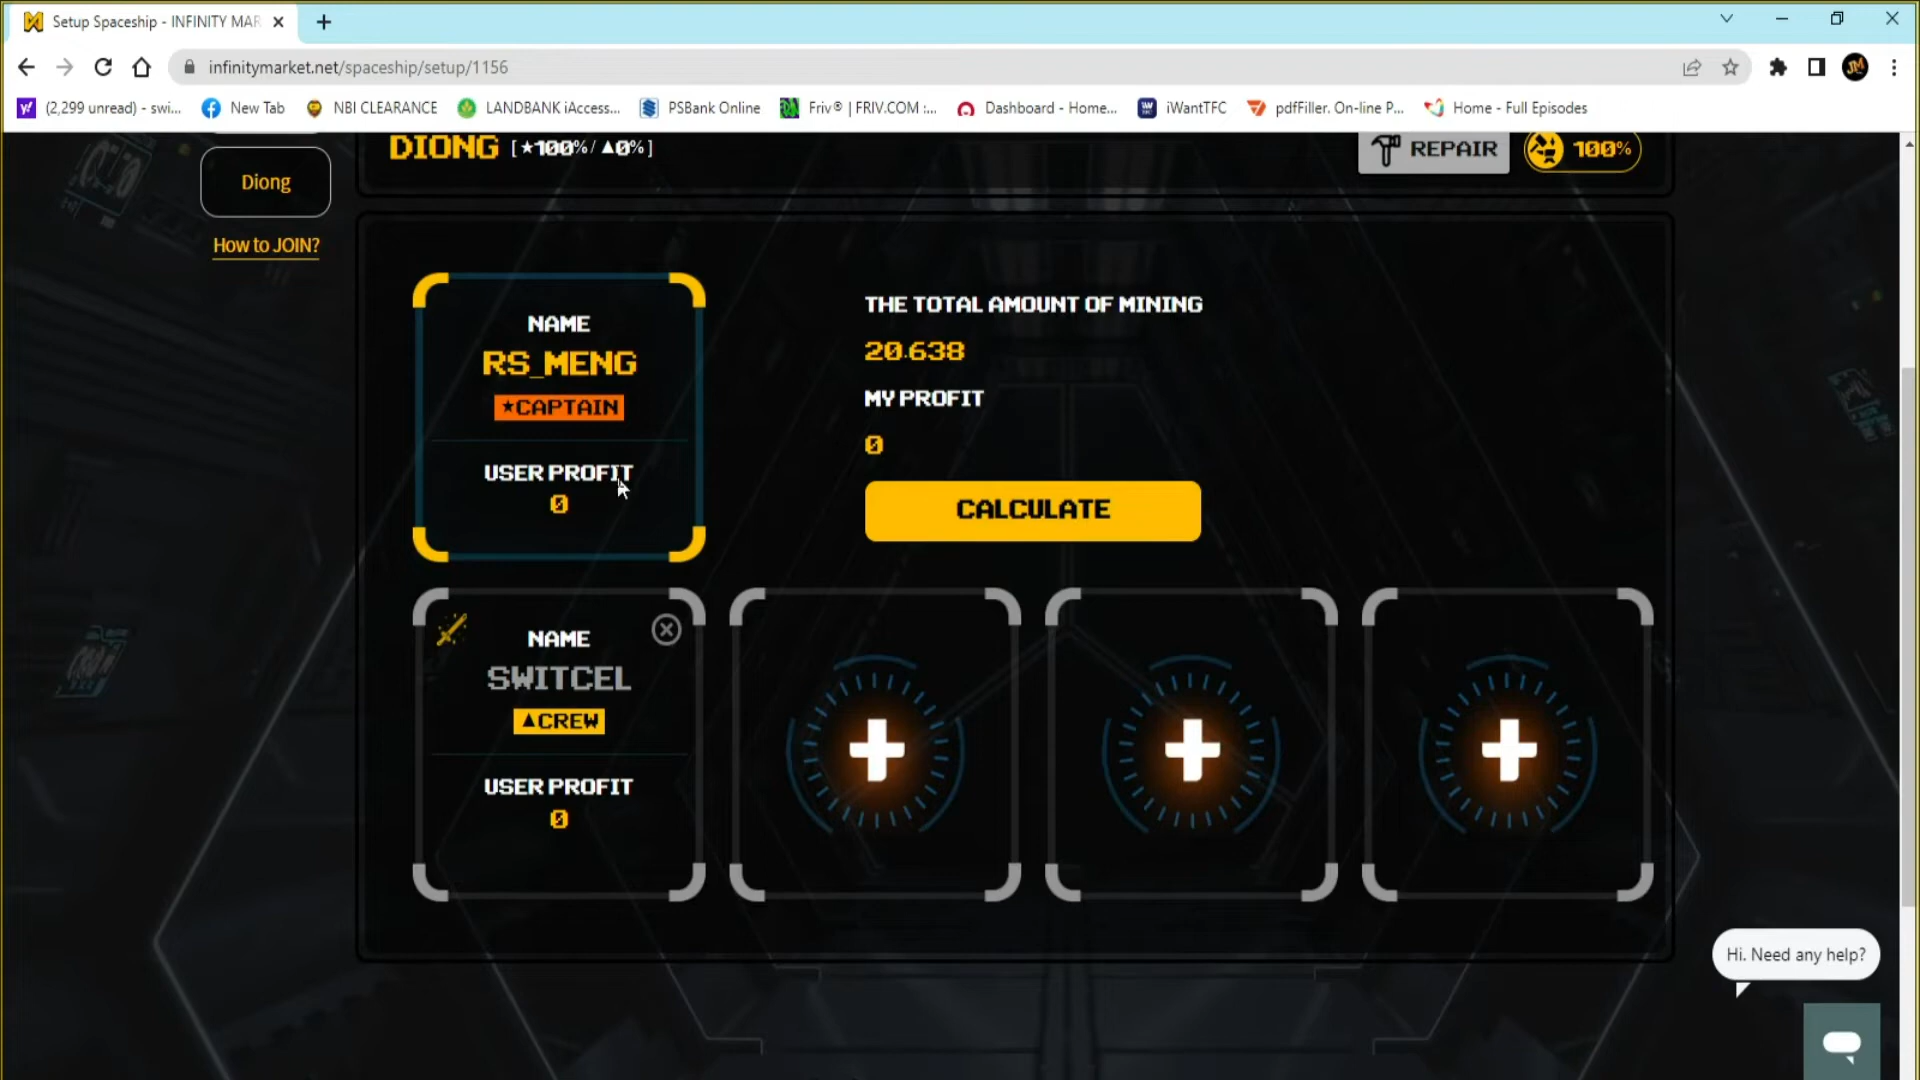 Setup Spaceship - INFINITY MAR
infinitymarket.net/spaceship/setup/1156
(2,299 unread) - swi...
New Tab
NBI CLEARANCE
LANDBANK iAccess...
PSBank Online
Friv® | FRIV.COM :...
Dashboard - Home...
iWantTFC
pdfFiller. On-line P...
Home - Full Episodes
Diong
How to JOIN?
DIONG [★100%/▲0%]
REPAIR
100%
NAME
RS_MENG
★CAPTAIN
USER PROFIT
0
THE TOTAL AMOUNT OF MINING
20.638
MY PROFIT
0
CALCULATE
NAME
SWITCEL
▲CREW
USER PROFIT
0
Hi. Need any help?